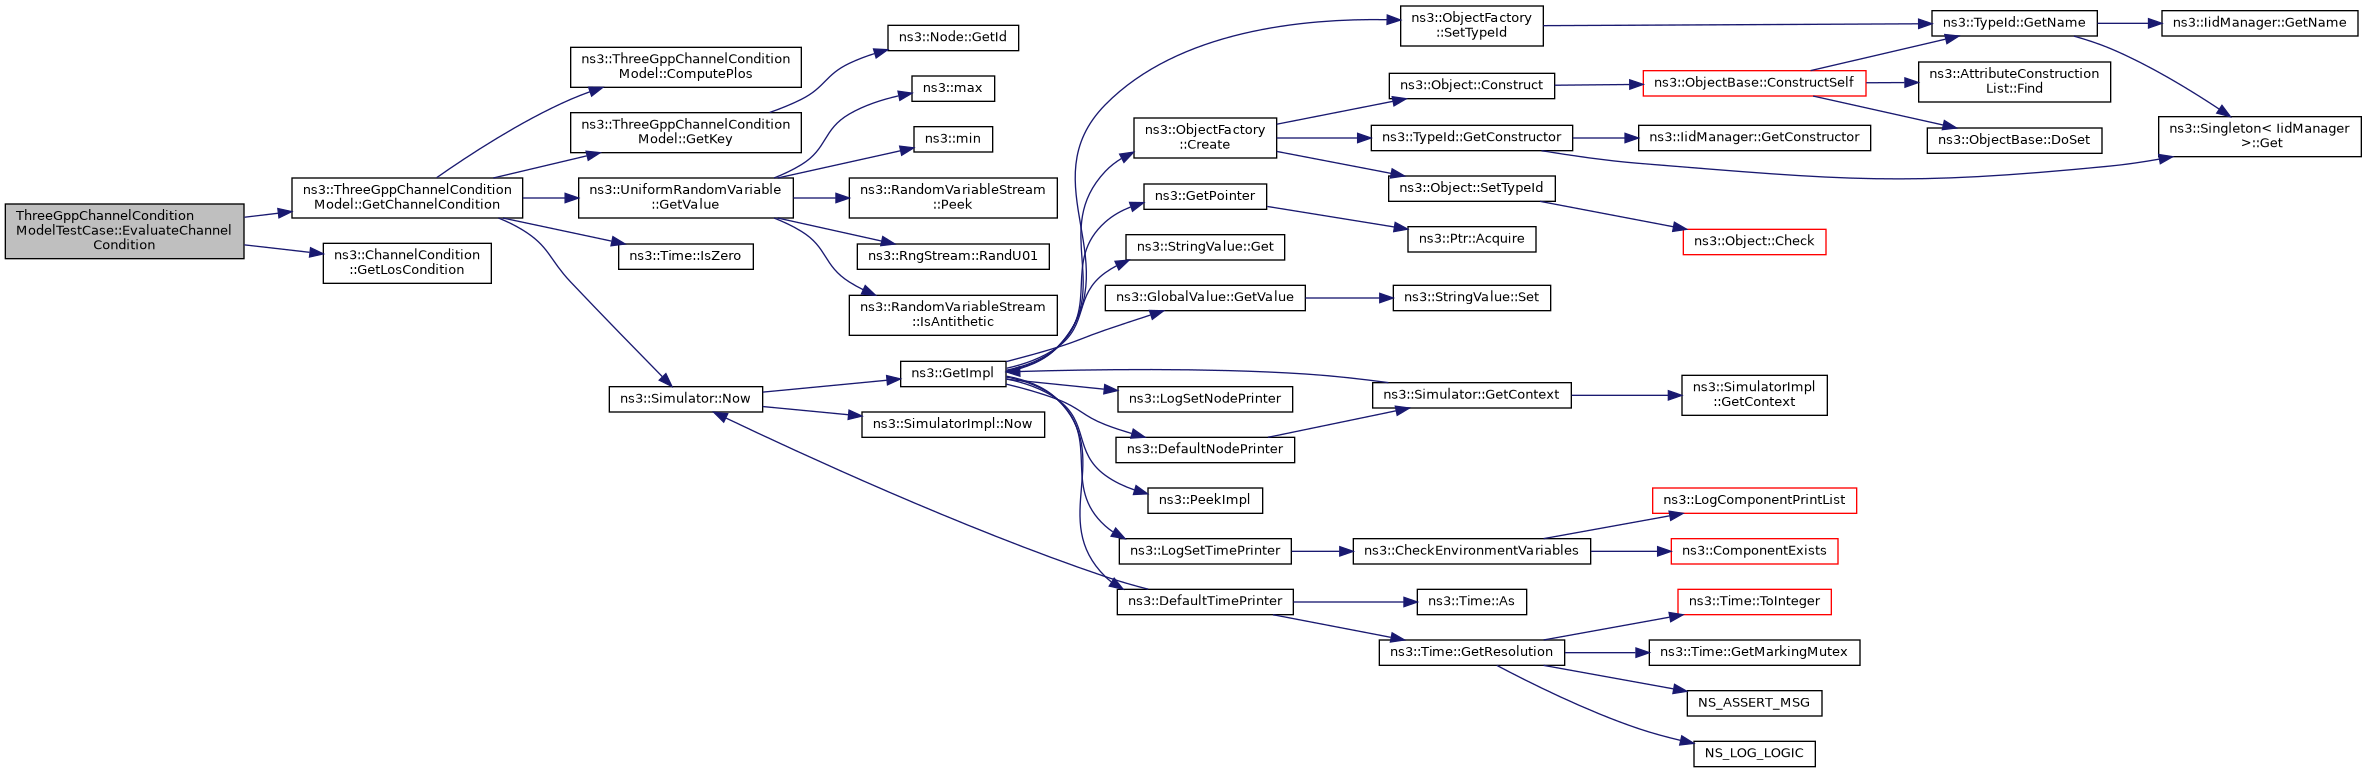 ThreeGppChannelCondition
ModelTestCase::EvaluateChannel
Condition
ns3::ThreeGppChannelCondition
Model::GetChannelCondition
ns3::ChannelCondition
::GetLosCondition
ns3::ThreeGppChannelCondition
Model::ComputePlos
ns3::ThreeGppChannelCondition
Model::GetKey
ns3::UniformRandomVariable
::GetValue
ns3::Time::IsZero
ns3::Simulator::Now
ns3::Node::GetId
ns3::max
ns3::min
ns3::RandomVariableStream
::Peek
ns3::RngStream::RandU01
ns3::RandomVariableStream
::IsAntithetic
ns3::GetImpl
ns3::SimulatorImpl::Now
ns3::ObjectFactory
::SetTypeId
ns3::ObjectFactory
::Create
ns3::GetPointer
ns3::StringValue::Get
ns3::GlobalValue::GetValue
ns3::LogSetNodePrinter
ns3::DefaultNodePrinter
ns3::PeekImpl
ns3::LogSetTimePrinter
ns3::DefaultTimePrinter
ns3::Object::Construct
ns3::TypeId::GetConstructor
ns3::Object::SetTypeId
ns3::Ptr::Acquire
ns3::StringValue::Set
ns3::Simulator::GetContext
ns3::CheckEnvironmentVariables
ns3::Time::As
ns3::Time::GetResolution
ns3::ObjectBase::ConstructSelf
ns3::IidManager::GetConstructor
ns3::Object::Check
ns3::SimulatorImpl
::GetContext
ns3::LogComponentPrintList
ns3::ComponentExists
ns3::Time::ToInteger
ns3::Time::GetMarkingMutex
NS_ASSERT_MSG
NS_LOG_LOGIC
ns3::TypeId::GetName
ns3::AttributeConstruction
List::Find
ns3::ObjectBase::DoSet
ns3::IidManager::GetName
ns3::Singleton< IidManager
>::Get